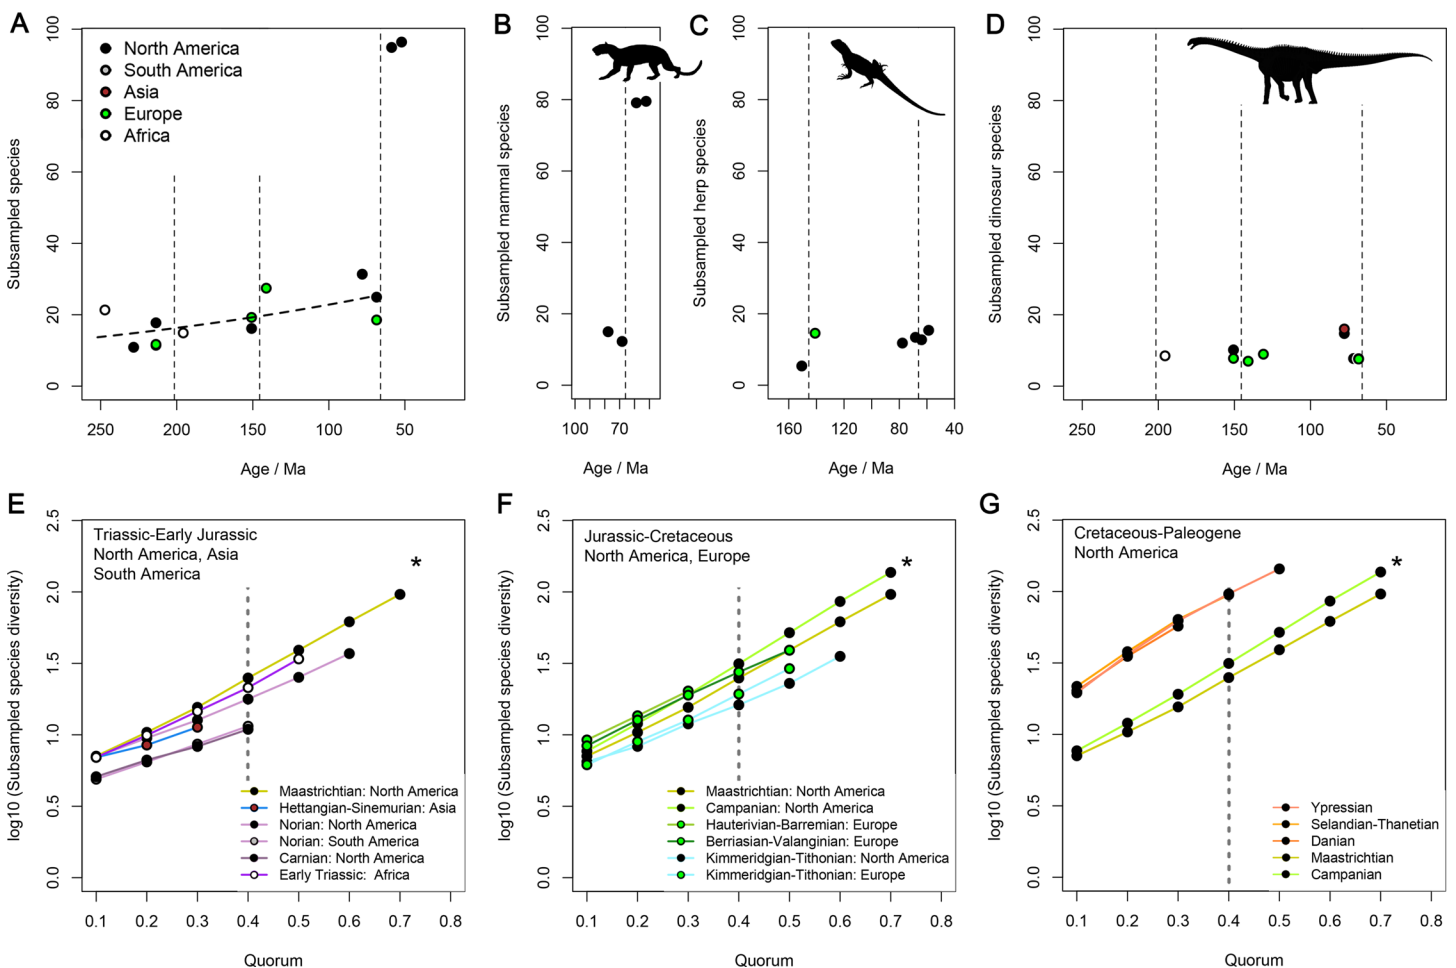 A
Subsampled species
100
80
60
40
20
0
North America
South America
Asia
Europe
Africa
250
200
150
100
50
Age / Ma
B
Subsampled mammal species
100
80
60
40
20
0
100
70
Age / Ma
C
Subsampled herp species
160
120
80
60
40
Age / Ma
D
Subsampled dinosaur species
100
80
60
40
20
0
250
200
150
100
50
Age / Ma
E
log10 (Subsampled species diversity)
2.5
2.0
1.5
1.0
0.5
0.0
Triassic-Early Jurassic
North America, Asia
South America
*
Maastrichtian: North America
Hettangian-Sinemurian: Asia
Norian: North America
Norian: South America
Carnian: North America
Early Triassic: Africa
0.1
0.2
0.3
0.4
0.5
0.6
0.7
0.8
Quorum
F
log10 (Subsampled species diversity)
2.5
2.0
1.5
1.0
0.5
0.0
Jurassic-Cretaceous
North America, Europe
*
Maastrichtian: North America
Campanian: North America
Hauterivian-Barremian: Europe
Berriasian-Valanginian: Europe
Kimmeridgian-Tithonian: North America
Kimmeridgian-Tithonian: Europe
0.1
0.2
0.3
0.4
0.5
0.6
0.7
0.8
Quorum
G
log10 (Subsampled species diversity)
2.5
2.0
1.5
1.0
0.5
0.0
Cretaceous-Paleogene
North America
*
Ypressian
Selandian-Thanetian
Danian
Maastrichtian
Campanian
0.1
0.2
0.3
0.4
0.5
0.6
0.7
0.8
Quorum